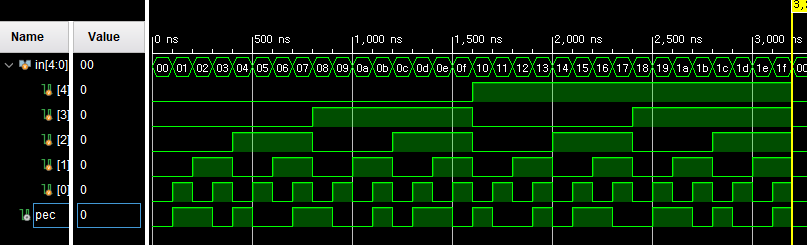 3,2
0 ns 500 ns 1,000 ns 1,500 ns 2,000 ns 2,500 ns 3,000 ns
Name Value
in[4:0] 00 00 01 02 03 04 05 06 07 08 09 0a 0b 0c 0d 0e 0f 10 11 12 13 14 15 16 17 18 19 1a 1b 1c 1d 1e 1f 00
[4] 0
[3] 0
[2] 0
[1] 0
[0] 0
pec 0